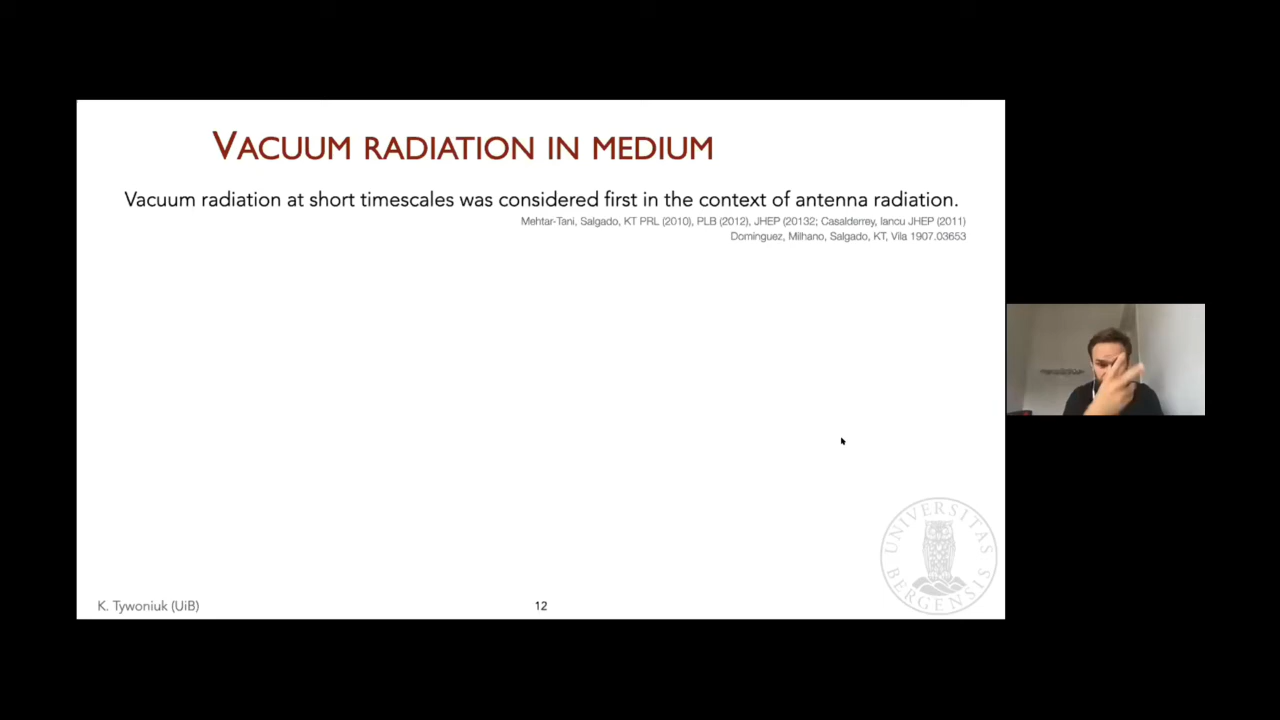 VACUUM RADIATION IN MEDIUM
Vacuum radiation at short timescales was considered first in the context of antenna radiation.
Mehtar-Tani, Salgado, KT PRL (2010), PLB (2012), JHEP (20132; Casalderrey, Iancu JHEP (2011)
Dominguez, Milhano, Salgado, KT, Vila 1907.03653
UNIVERSITAS
BERGENSIS
K. Tywoniuk (UiB)
12